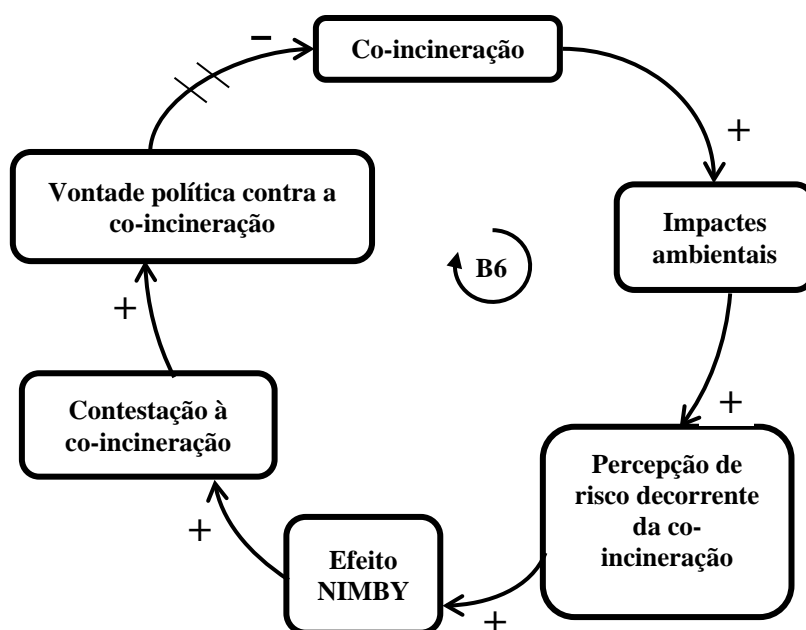 −
Co-incineração
+
Impactes
ambientais
+
Percepção de
risco decorrente
da co-
incineração
+
Efeito
NIMBY
+
Contestação à
co-incineração
+
Vontade política contra a
co-incineração
B6